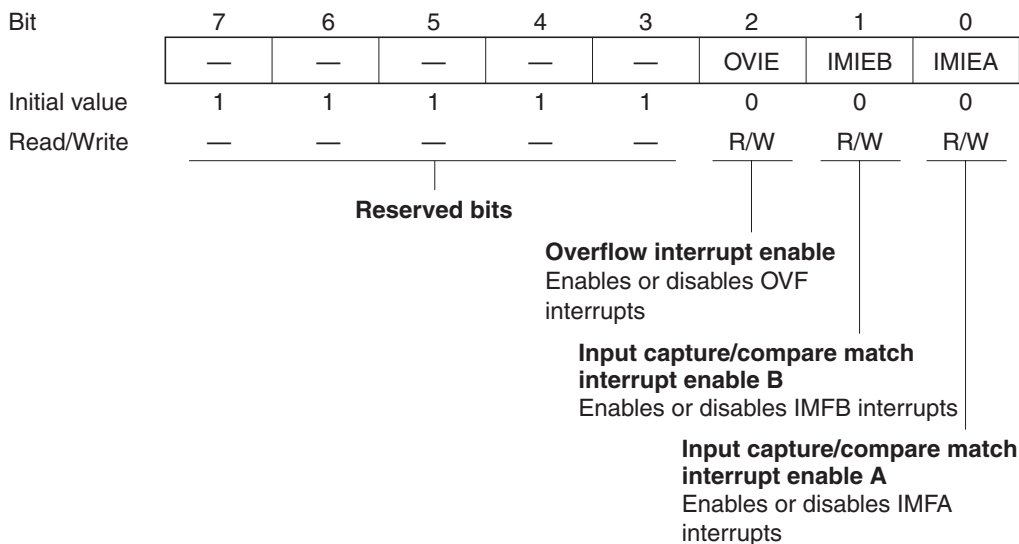 Bit 7 6 5 4 3 2 1 0
— — — — — OVIE IMIEB IMIEA
Initial value 1 1 1 1 1 0 0 0
Read/Write — — — — — R/W R/W R/W
Reserved bits
Overflow interrupt enable
Enables or disables OVF
interrupts
Input capture/compare match
interrupt enable B
Enables or disables IMFB interrupts
Input capture/compare match
interrupt enable A
Enables or disables IMFA
interrupts